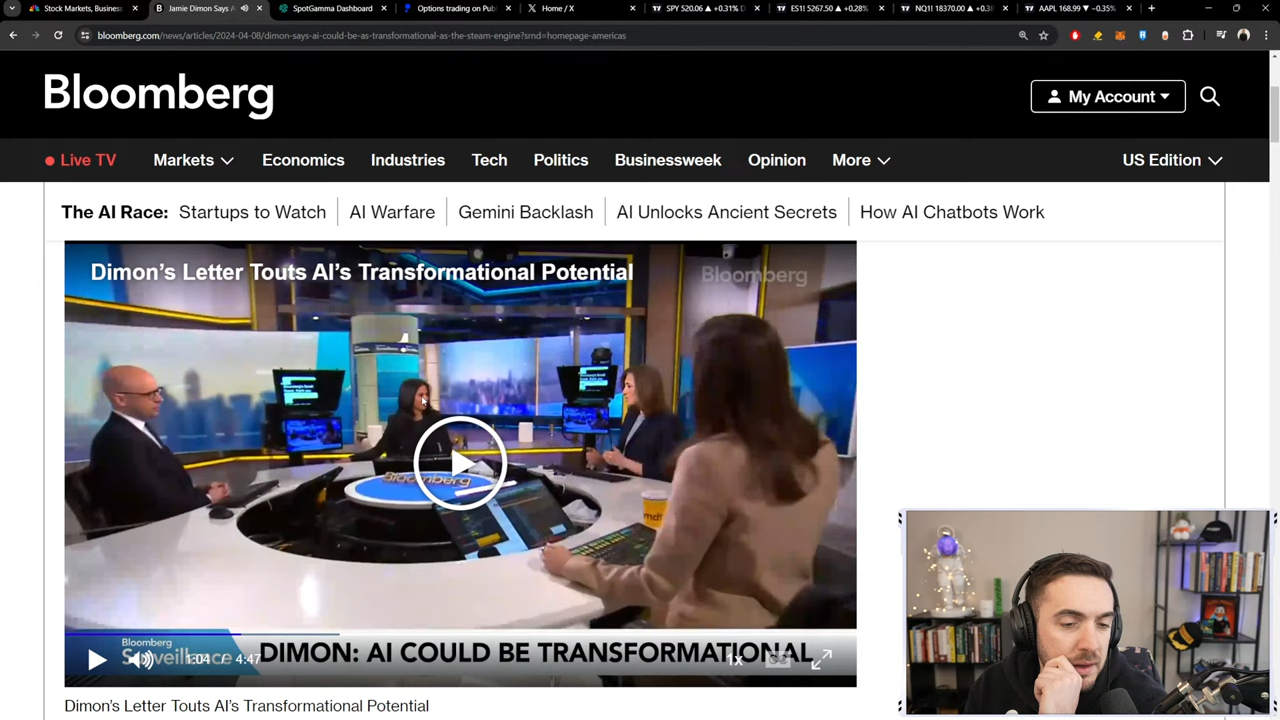 Stock Markets, Business
Jamie Dimon Says A
SpotGamma Dashboard
Options trading on Pub
Home / X
SPY 520.06 ▲ +0.31%
ES1! 5267.50 ▲ +0.28%
NQ1! 18370.00 ▲ +0.3
AAPL 168.99 ▼ −0.35%
bloomberg.com/news/articles/2024-04-08/dimon-says-ai-could-be-as-transformational-as-the-steam-engine?srnd=homepage-americas
Bloomberg
My Account
Live TV
Markets
Economics
Industries
Tech
Politics
Businessweek
Opinion
More
US Edition
The AI Race:
Startups to Watch
AI Warfare
Gemini Backlash
AI Unlocks Ancient Secrets
How AI Chatbots Work
Dimon's Letter Touts AI's Transformational Potential
Bloomberg
Bloomberg
Bloomberg
Surveillance
1:04 / 4:47
DIMON: AI COULD BE TRANSFORMATIONAL
1x
CC
Dimon's Letter Touts AI's Transformational Potential